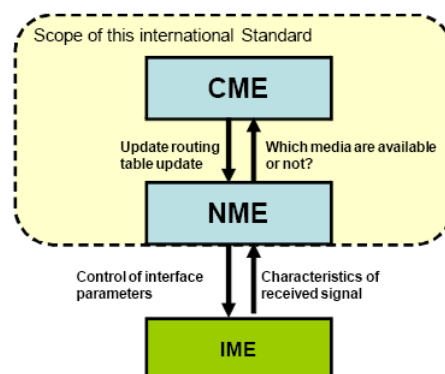 Scope of this international Standard
CME
Update routing
table update
Which media are available
or not?
NME
Control of interface
parameters
Characteristics of
received signal
IME